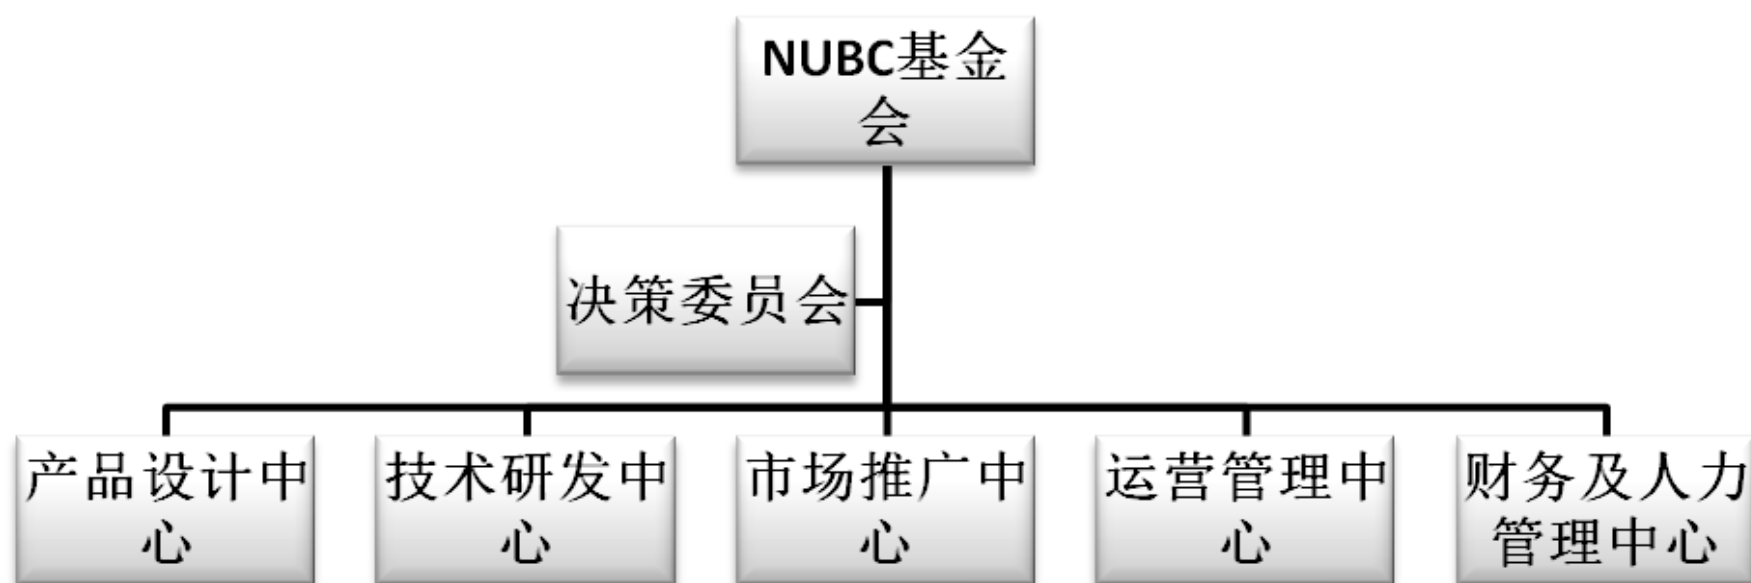 NUBC基金
会
决策委员会
产品设计中
心
技术研发中
心
市场推广中
心
运营管理中
心
财务及人力
管理中心